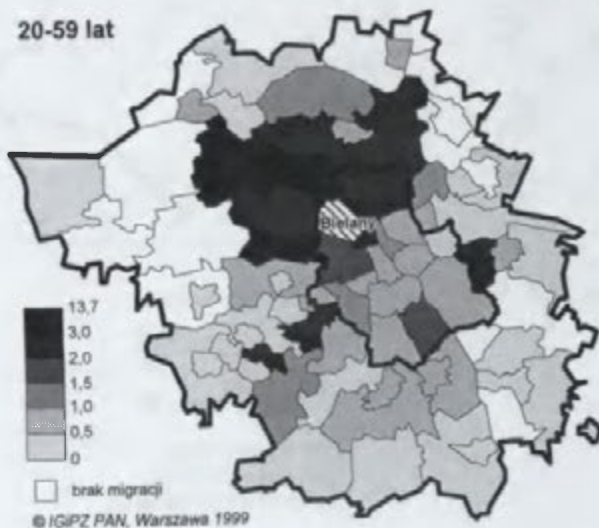 20-59 lat
Bielany
13,7
3,0
2,0
1,5
1,0
0,5
0
brak migracji
© IGiPZ PAN, Warszawa 1999